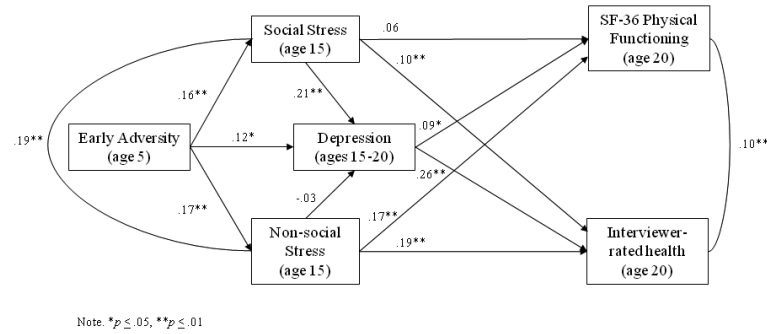 Social Stress
(age 15)
SF-36 Physical
Functioning
(age 20)
.06
.10**
.16**
.21**
.19**
Early Adversity
(age 5)
.12*
Depression
(ages 15-20)
.09*
.10**
.26**
-.03
.17**
.17**
.19**
Non-social
Stress
(age 15)
Interviewer-
rated health
(age 20)
Note. *p ≤ .05, **p ≤ .01